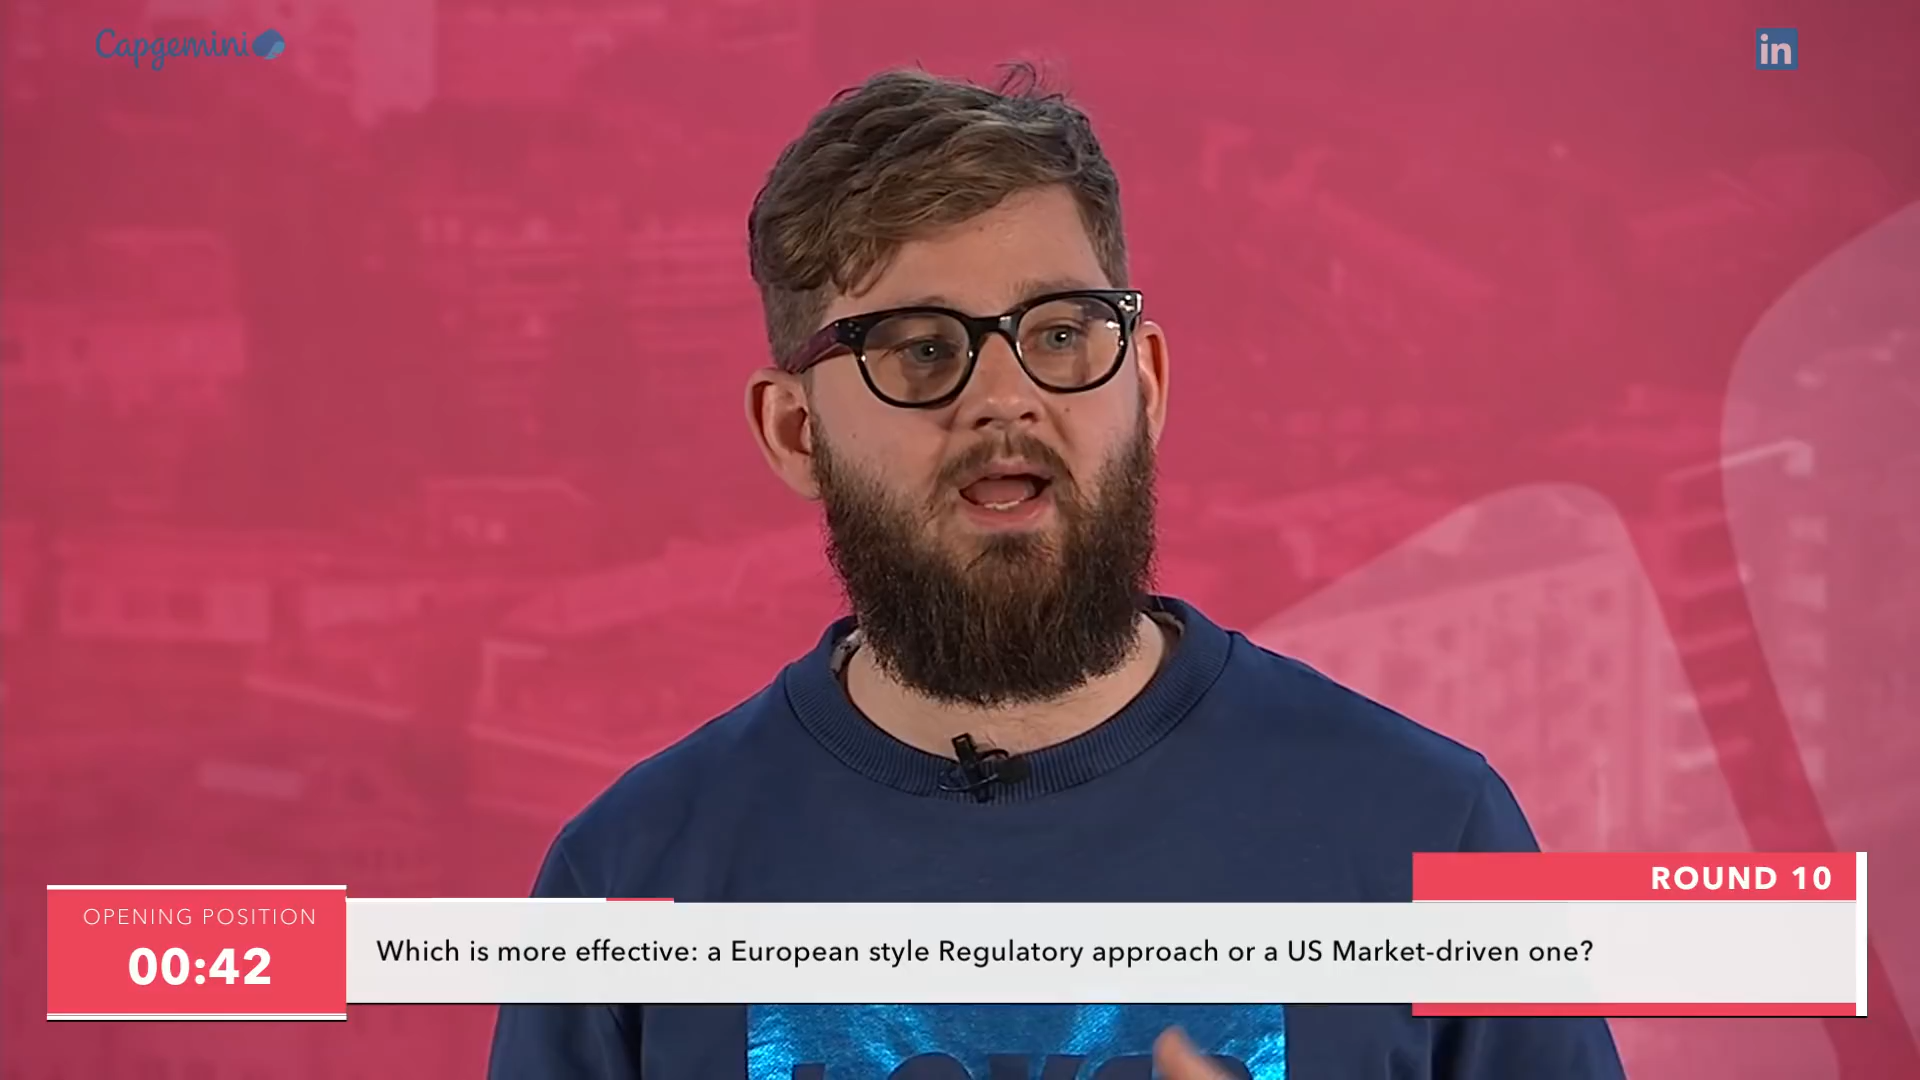 Capgemini
in
ROUND 10
OPENING POSITION
00:42
Which is more effective: a European style Regulatory approach or a US Market-driven one?